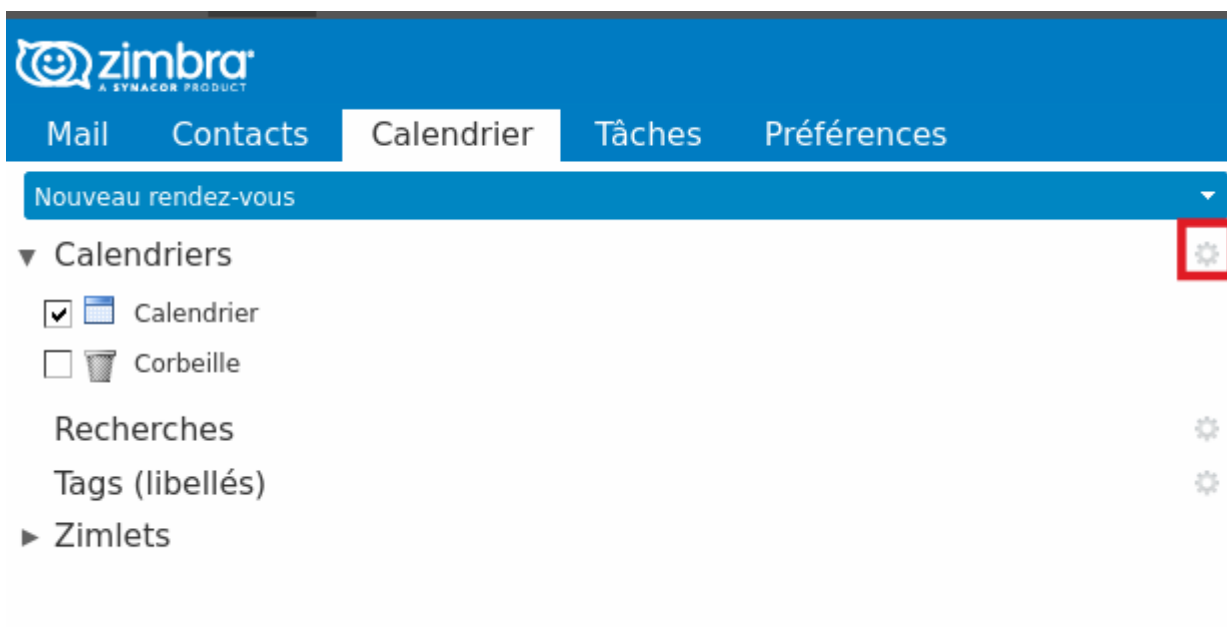 zimbra
A SYNACOR PRODUCT
Mail Contacts Calendrier Tâches Préférences
Nouveau rendez-vous
Calendriers
Calendrier
Corbeille
Recherches
Tags (libellés)
Zimlets